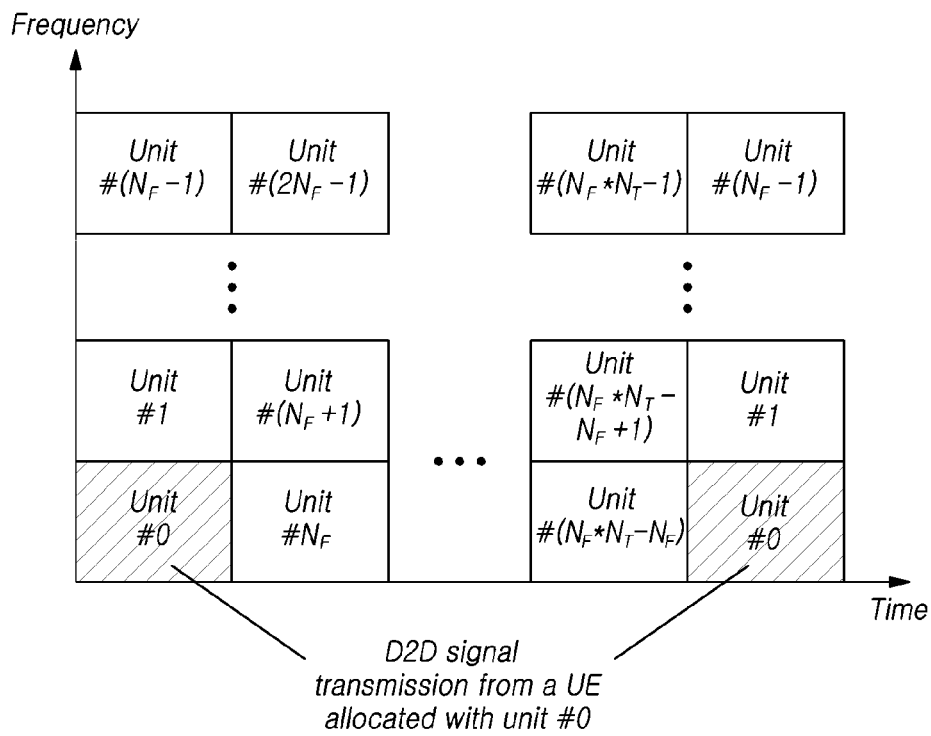 Frequency
Unit
#(N_F -1)
Unit
#(2N_F -1)
Unit
#(N_F *N_T -1)
Unit
#(N_F -1)
Unit
#1
Unit
#(N_F +1)
Unit
#(N_F *N_T -
N_F +1)
Unit
#1
Unit
#0
Unit
#N_F
Unit
#(N_F*N_T-N_F)
Unit
#0
Time
D2D signal
transmission from a UE
allocated with unit #0